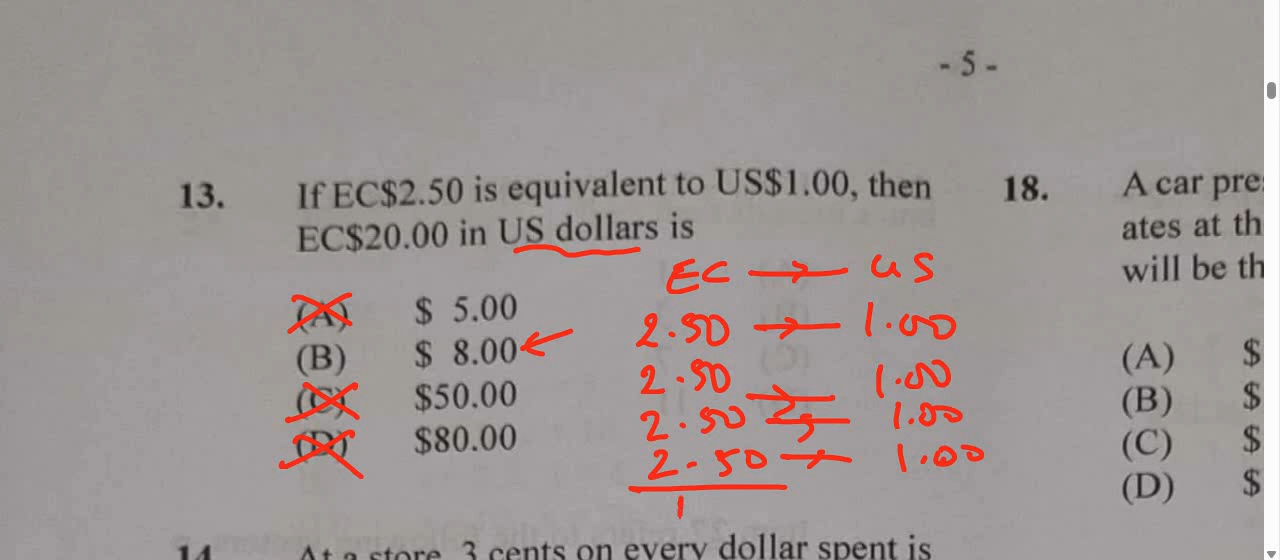 - 5 -
13. If EC$2.50 is equivalent to US$1.00, then
EC$20.00 in US dollars is
(A) $ 5.00
(B) $ 8.00
(C) $50.00
(D) $80.00
EC → US
2.50 → 1.00
2.50 → 1.00
2.50 → 1.00
2.50 → 1.00
1
14. At a store, 3 cents on every dollar spent is
18. A car pre
ates at th
will be th
(A) $
(B) $
(C) $
(D) $